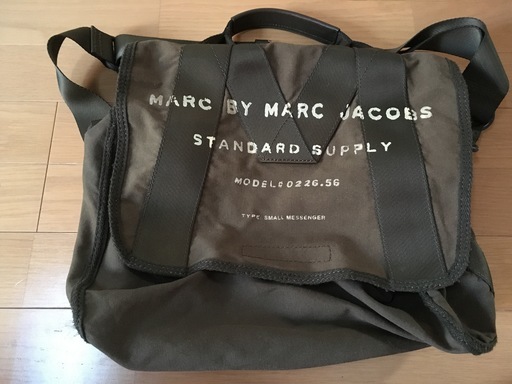 MARC BY MARC JACOBS
STANDARD SUPPLY
MODEL:0226.56
TYPE: SMALL MESSENGER